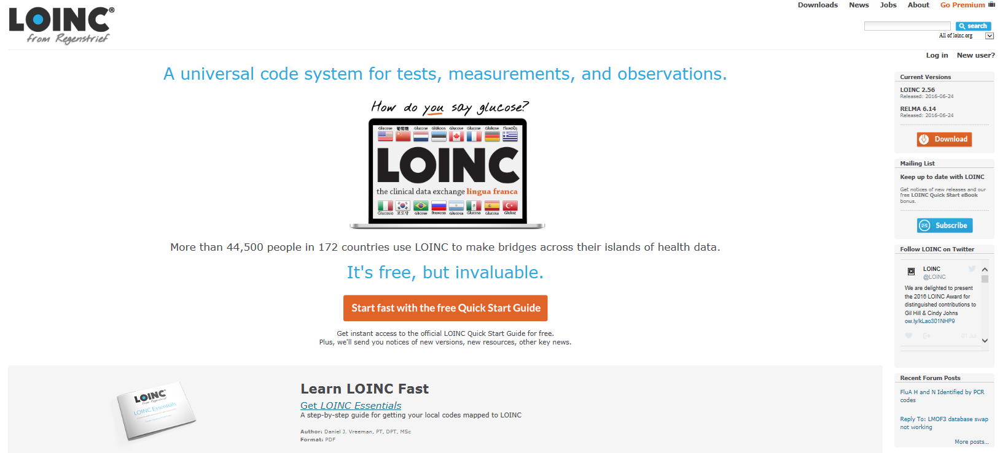 LOINC®
from Regenstrief
Downloads News Jobs About Go Premium
search
All of loinc.org
Log in New user?
A universal code system for tests, measurements, and observations.
How do you say glucose?
Glucose 葡萄糖 Glucose Glükoos Glucose Glucose Glukose Γλυκόζη
LOINC
the clinical data exchange lingua franca
Glucosio 포도당 Glicose Глюкоза Glucosa Glucosa Glucosa Glukoz
More than 44,500 people in 172 countries use LOINC to make bridges across their islands of health data.
It's free, but invaluable.
Start fast with the free Quick Start Guide
Get instant access to the official LOINC Quick Start Guide for free.
Plus, we'll send you notices of new versions, new resources, other key news.
LOINC
from Regenstrief
LOINC Essentials
Learn LOINC Fast
Get LOINC Essentials
A step-by-step guide for getting your local codes mapped to LOINC
Author: Daniel J. Vreeman, PT, DPT, MSc
Format: PDF
Current Versions
LOINC 2.56
Released: 2016-06-24
RELMA 6.14
Released: 2016-06-24
Download
Mailing List
Keep up to date with LOINC
Get notices of new releases and our
free LOINC Quick Start eBook
bonus.
Subscribe
Follow LOINC on Twitter
LOINC
@LOINC
We are delighted to present
the 2016 LOINC Award for
distinguished contributions to
Gil Hill & Cindy Johns
ow.ly/kLao301NHP9
01 Jul
Recent Forum Posts
FluA H and N Identified by PCR
codes
Reply To: LMOF3 database swap
not working
More posts...